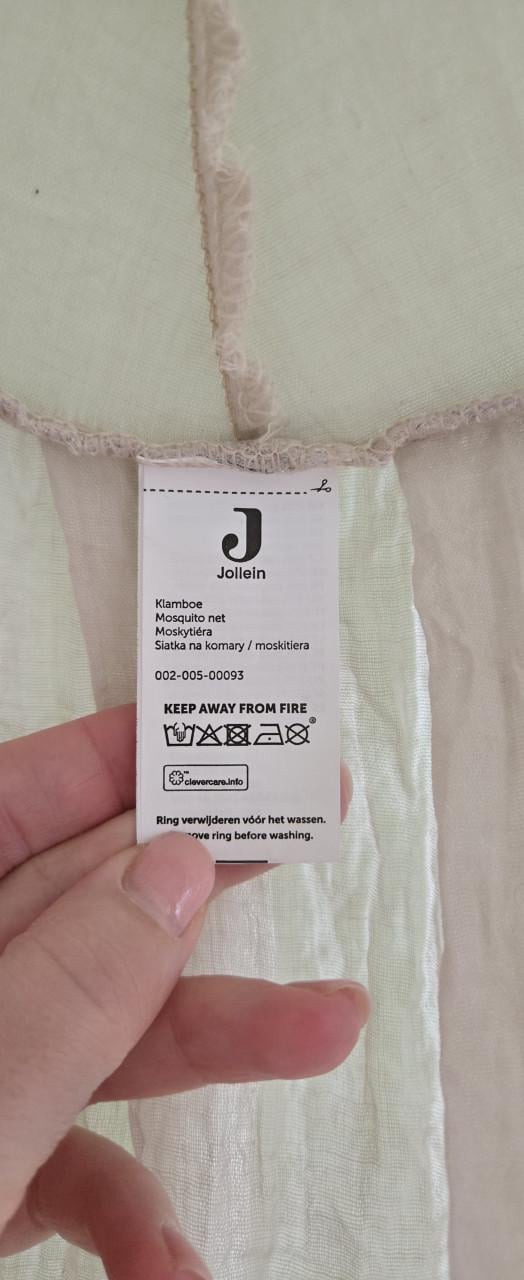 J
Jollein
Klamboe
Mosquito net
Moskytiéra
Siatka na komary / moskitiera
002-005-00093
KEEP AWAY FROM FIRE
®
™
clevercare.info
Ring verwijderen vóór het wassen.
ring before washing.